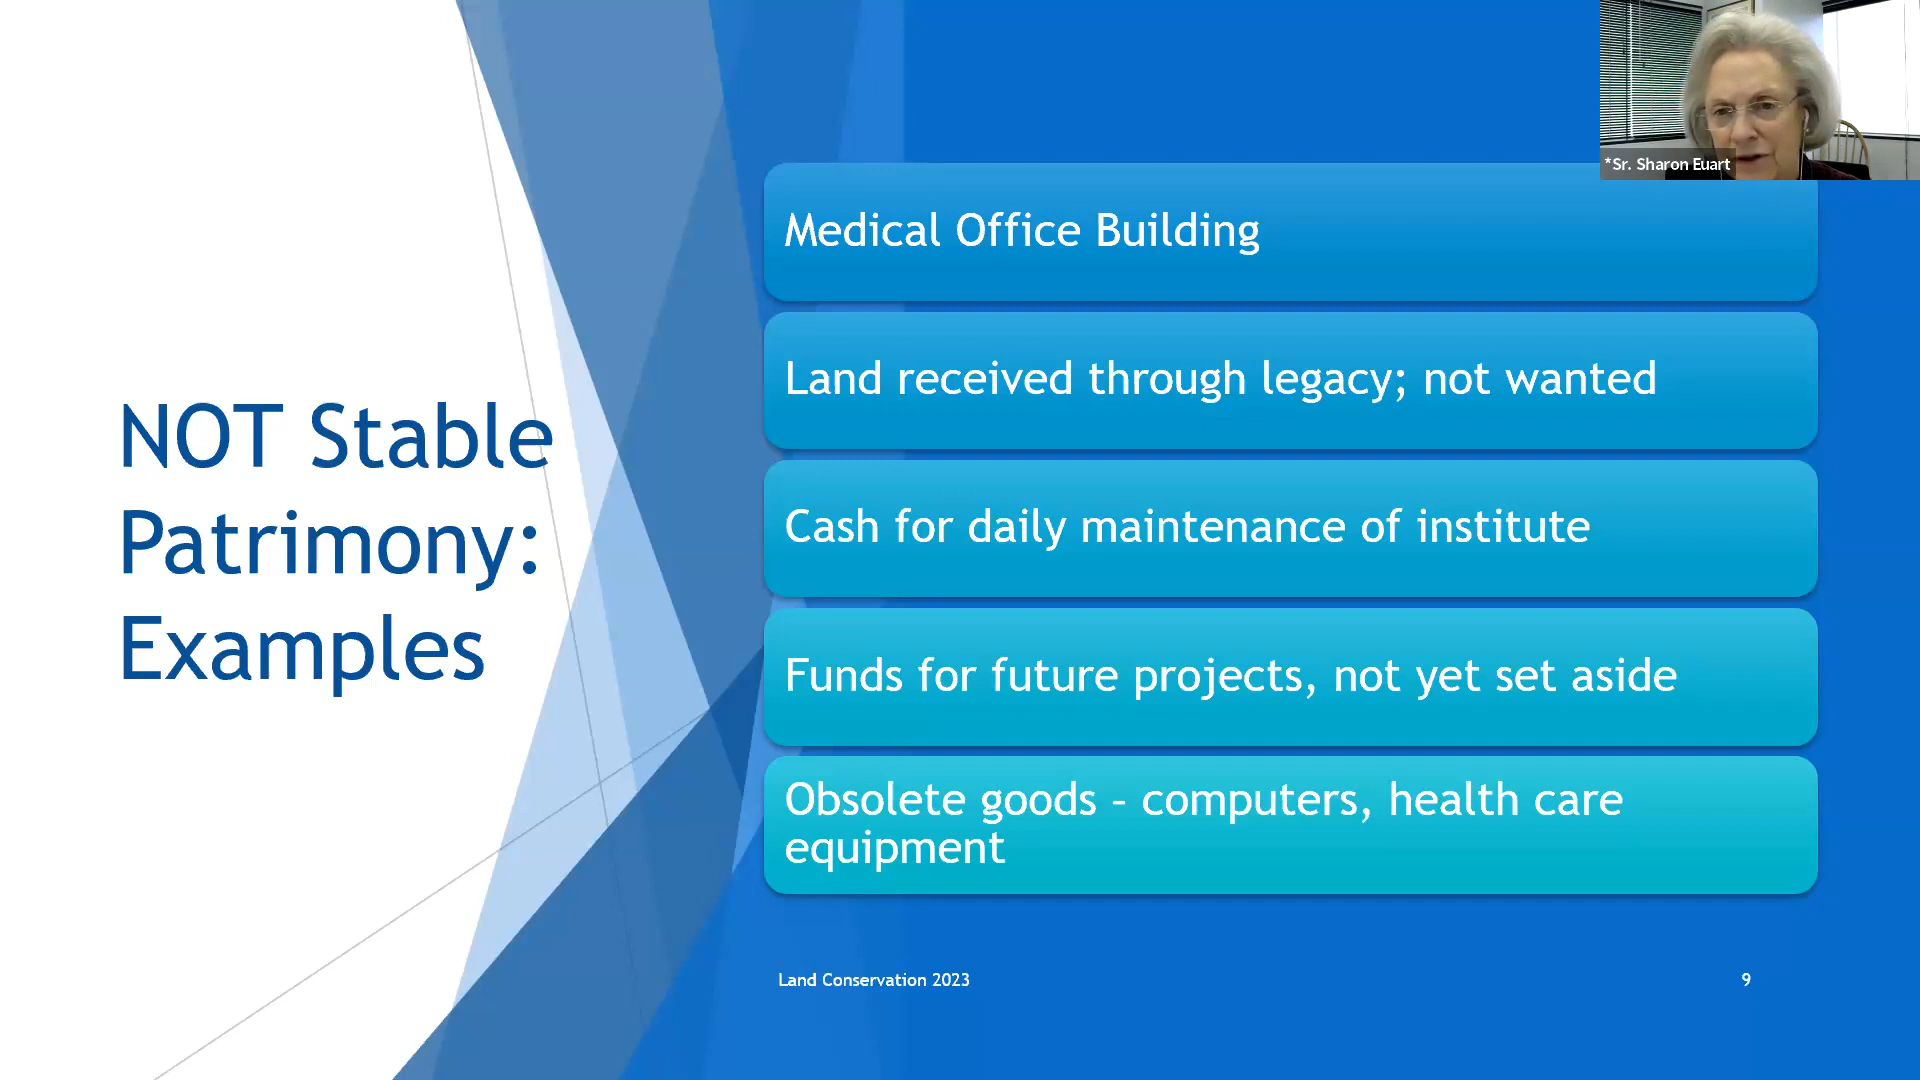 *Sr. Sharon Euart
NOT Stable
Patrimony:
Examples
Medical Office Building
Land received through legacy; not wanted
Cash for daily maintenance of institute
Funds for future projects, not yet set aside
Obsolete goods – computers, health care
equipment
Land Conservation 2023
9